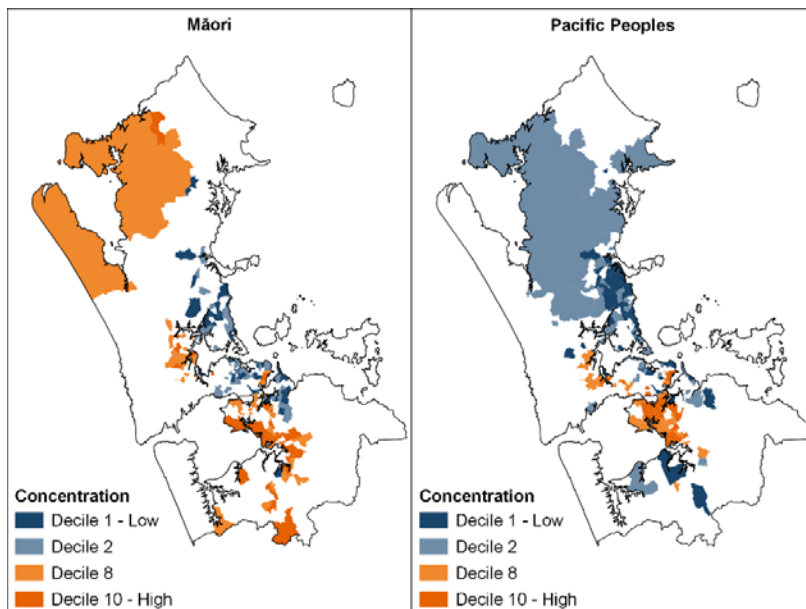 Māori
Concentration
Decile 1 - Low
Decile 2
Decile 8
Decile 10 - High
Pacific Peoples
Concentration
Decile 1 - Low
Decile 2
Decile 8
Decile 10 - High